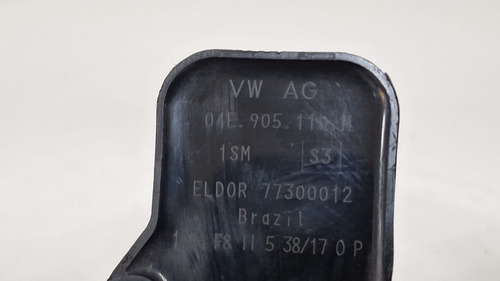 VW AG
04E.905.110.M
1SM S3
ELDOR 77300012
Brazil
F8 11 5 38/17 0 P